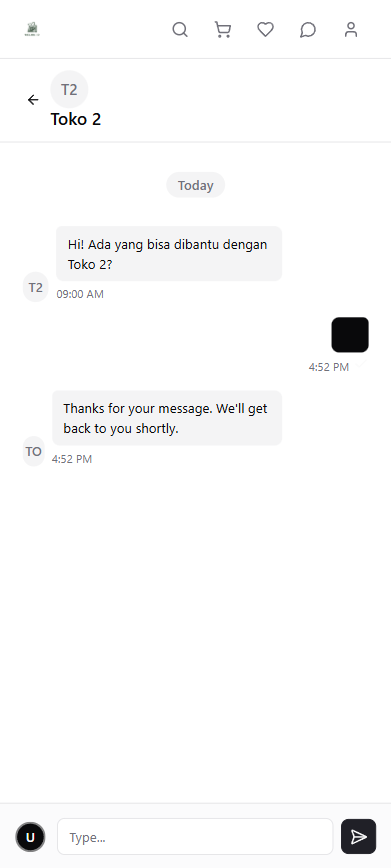 T2
Toko 2
Today
Hi! Ada yang bisa dibantu dengan
Toko 2?
T2
09:00 AM
4:52 PM
Thanks for your message. We'll get
back to you shortly.
TO
4:52 PM
U
Type...